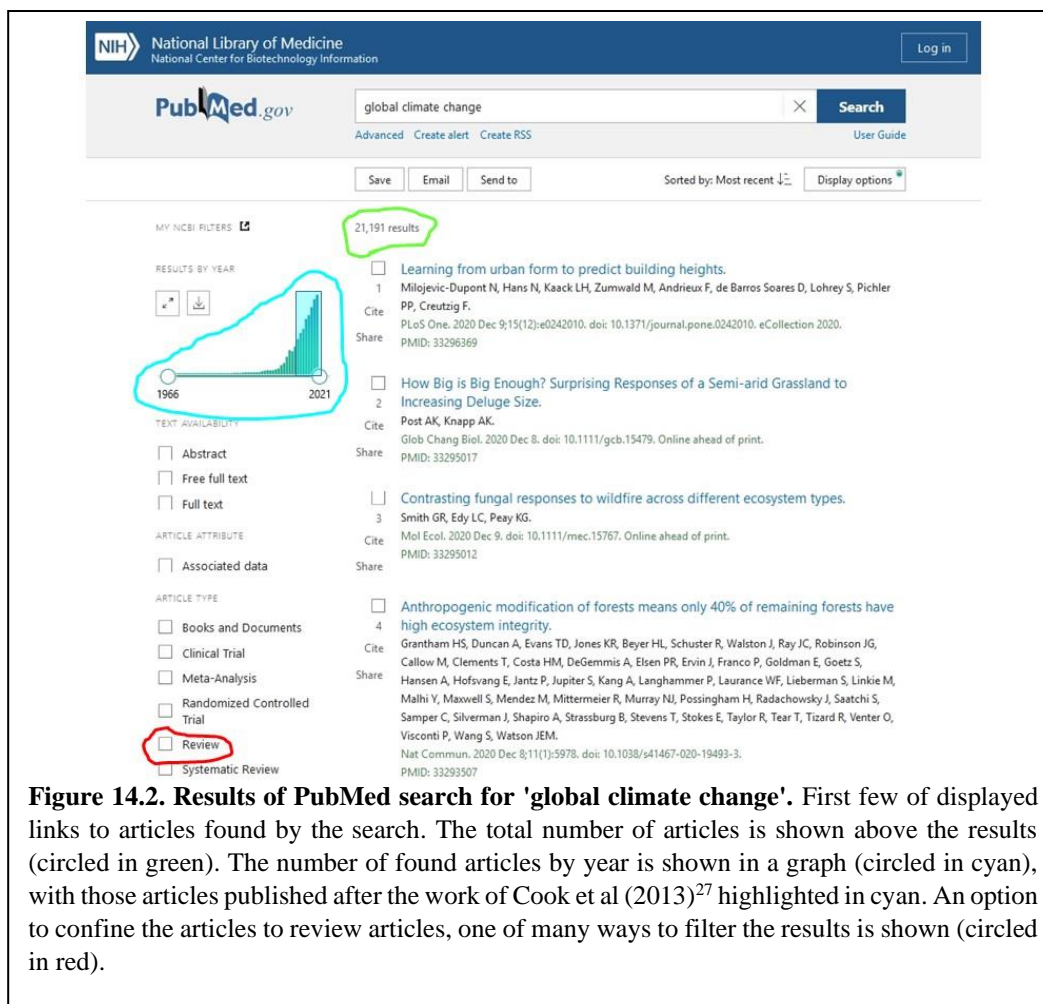 NIH National Library of Medicine
National Center for Biotechnology Information
Log in
PubMed.gov
global climate change
Search
Advanced Create alert Create RSS
User Guide
Save Email Send to
Sorted by: Most recent
Display options
MY NCBI FILTERS
21,191 results
RESULTS BY YEAR
1966 2021
TEXT AVAILABILITY
Abstract
Free full text
Full text
ARTICLE ATTRIBUTE
Associated data
ARTICLE TYPE
Books and Documents
Clinical Trial
Meta-Analysis
Randomized Controlled
Trial
Review
Systematic Review
1
Cite
Share
Learning from urban form to predict building heights.
Milojevic-Dupont N, Hans N, Kaack LH, Zumwald M, Andrieux F, de Barros Soares D, Lohrey S, Pichler
PP, Creutzig F.
PLoS One. 2020 Dec 9;15(12):e0242010. doi: 10.1371/journal.pone.0242010. eCollection 2020.
PMID: 33296369
2
Cite
Share
How Big is Big Enough? Surprising Responses of a Semi-arid Grassland to
Increasing Deluge Size.
Post AK, Knapp AK.
Glob Chang Biol. 2020 Dec 8. doi: 10.1111/gcb.15479. Online ahead of print.
PMID: 33295017
3
Cite
Share
Contrasting fungal responses to wildfire across different ecosystem types.
Smith GR, Edy LC, Peay KG.
Mol Ecol. 2020 Dec 9. doi: 10.1111/mec.15767. Online ahead of print.
PMID: 33295012
4
Cite
Share
Anthropogenic modification of forests means only 40% of remaining forests have
high ecosystem integrity.
Grantham HS, Duncan A, Evans TD, Jones KR, Beyer HL, Schuster R, Walston J, Ray JC, Robinson JG,
Callow M, Clements T, Costa HM, DeGemmis A, Elsen PR, Ervin J, Franco P, Goldman E, Goetz S,
Hansen A, Hofsvang E, Jantz P, Jupiter S, Kang A, Langhammer P, Laurance WF, Lieberman S, Linkie M,
Malhi Y, Maxwell S, Mendez M, Mittermeier R, Murray NJ, Possingham H, Radachowsky J, Saatchi S,
Samper C, Silverman J, Shapiro A, Strassburg B, Stevens T, Stokes E, Taylor R, Tear T, Tizard R, Venter O,
Visconti P, Wang S, Watson JEM.
Nat Commun. 2020 Dec 8;11(1):5978. doi: 10.1038/s41467-020-19493-3.
PMID: 33293507
Figure 14.2. Results of PubMed search for 'global climate change'. First few of displayed
links to articles found by the search. The total number of articles is shown above the results
(circled in green). The number of found articles by year is shown in a graph (circled in cyan),
with those articles published after the work of Cook et al (2013)27 highlighted in cyan. An option
to confine the articles to review articles, one of many ways to filter the results is shown (circled
in red).